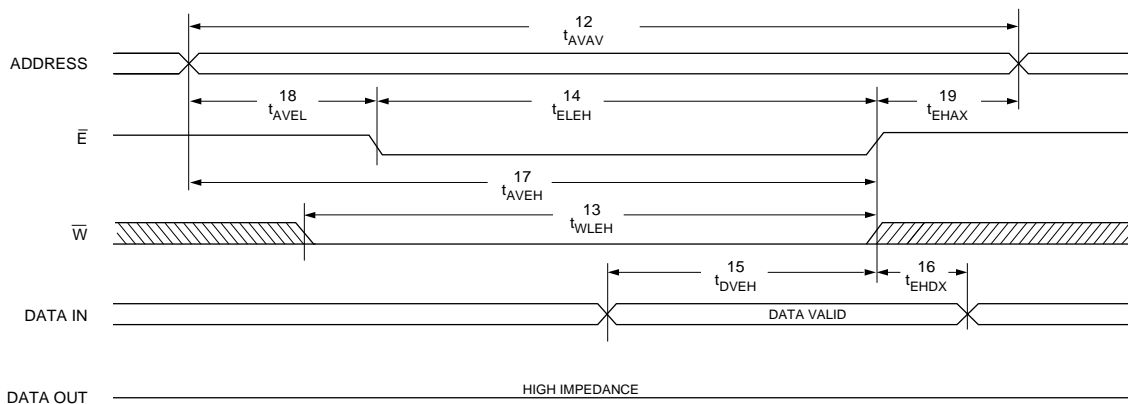 12
tAVAV
ADDRESS
18
tAVEL
14
tELEH
19
tEHAX
E̅
17
tAVEH
13
tWLEH
W̅
15
tDVEH
16
tEHDX
DATA IN
DATA VALID
HIGH IMPEDANCE
DATA OUT